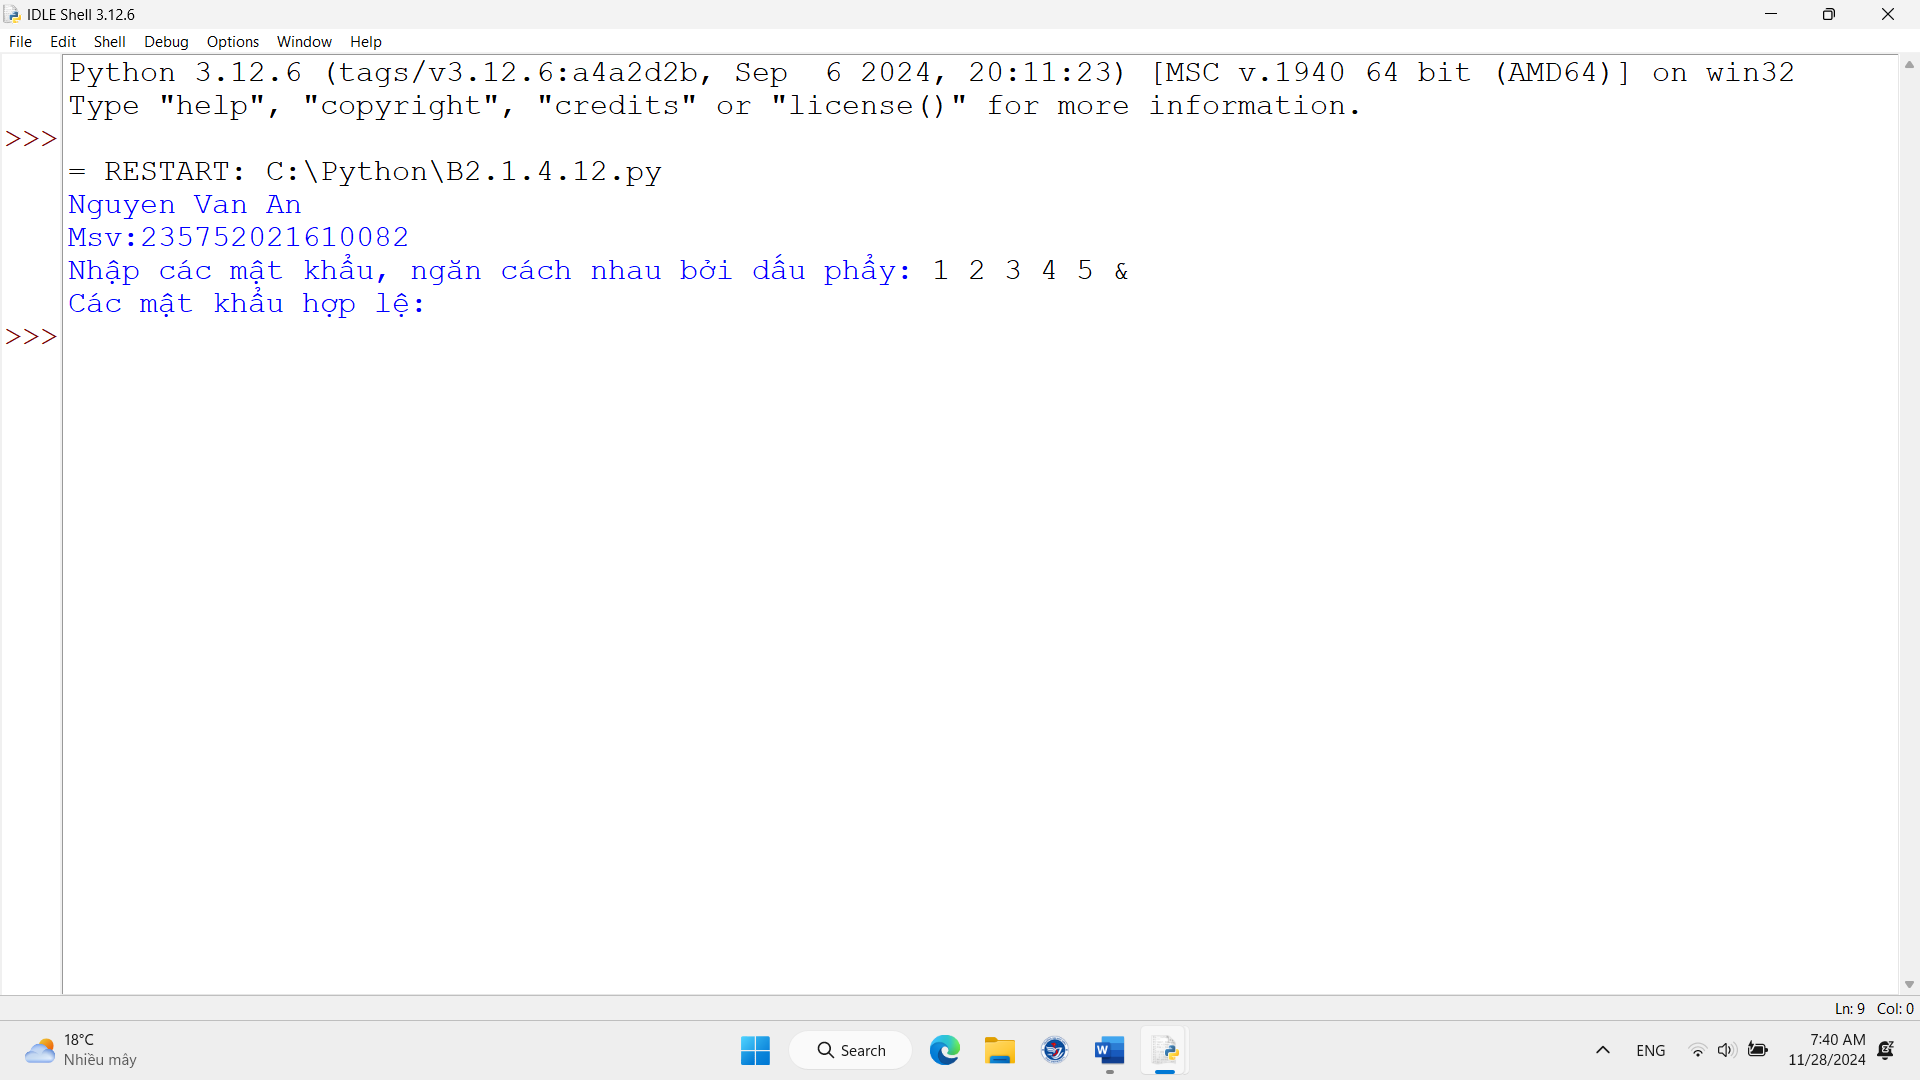 IDLE Shell 3.12.6
File Edit Shell Debug Options Window Help
Python 3.12.6 (tags/v3.12.6:a4a2d2b, Sep  6 2024, 20:11:23) [MSC v.1940 64 bit (AMD64)] on win32
Type "help", "copyright", "credits" or "license()" for more information.
>>>
= RESTART: C:\Python\B2.1.4.12.py
Nguyen Van An
Msv:235752021610082
Nhập các mật khẩu, ngăn cách nhau bởi dấu phẩy: 1 2 3 4 5 &
Các mật khẩu hợp lệ:
>>>
Ln: 9 Col: 0
18°C
Nhiều mây
Search
ENG
7:40 AM
11/28/2024